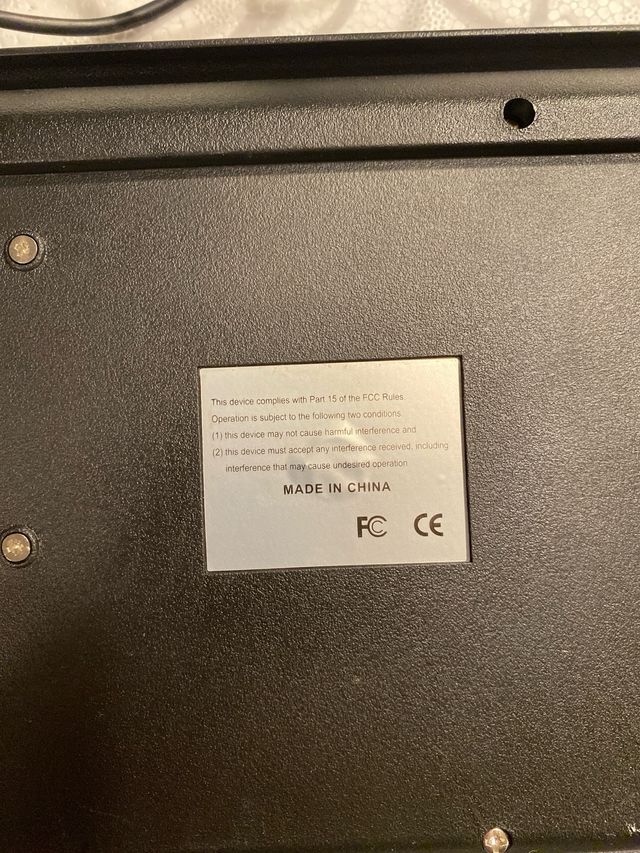 This device complies with Part 15 of the FCC Rules.
Operation is subject to the following two conditions.
(1) this device may not cause harmful interference and
(2) this device must accept any interference received, including
interference that may cause undesired operation
MADE IN CHINA
FC CE